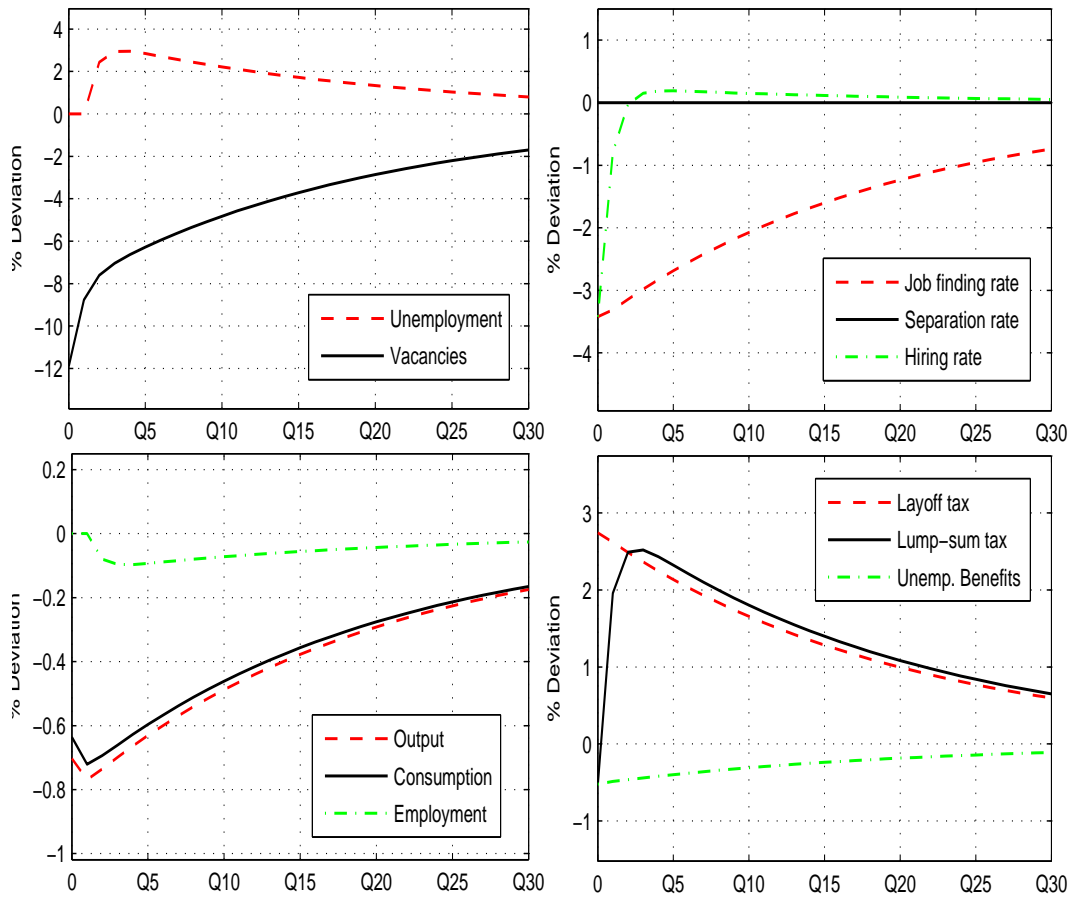 4
2
0
−2
−4
−6
−8
−10
−12
% Deviation
0 Q5 Q10 Q15 Q20 Q25 Q30
Unemployment
Vacancies
1
0
−1
−2
−3
−4
% Deviation
0 Q5 Q10 Q15 Q20 Q25 Q30
Job finding rate
Separation rate
Hiring rate
0.2
0
−0.2
−0.4
−0.6
−0.8
−1
% Deviation
0 Q5 Q10 Q15 Q20 Q25 Q30
Output
Consumption
Employment
3
2
1
0
−1
% Deviation
0 Q5 Q10 Q15 Q20 Q25 Q30
Layoff tax
Lump−sum tax
Unemp. Benefits